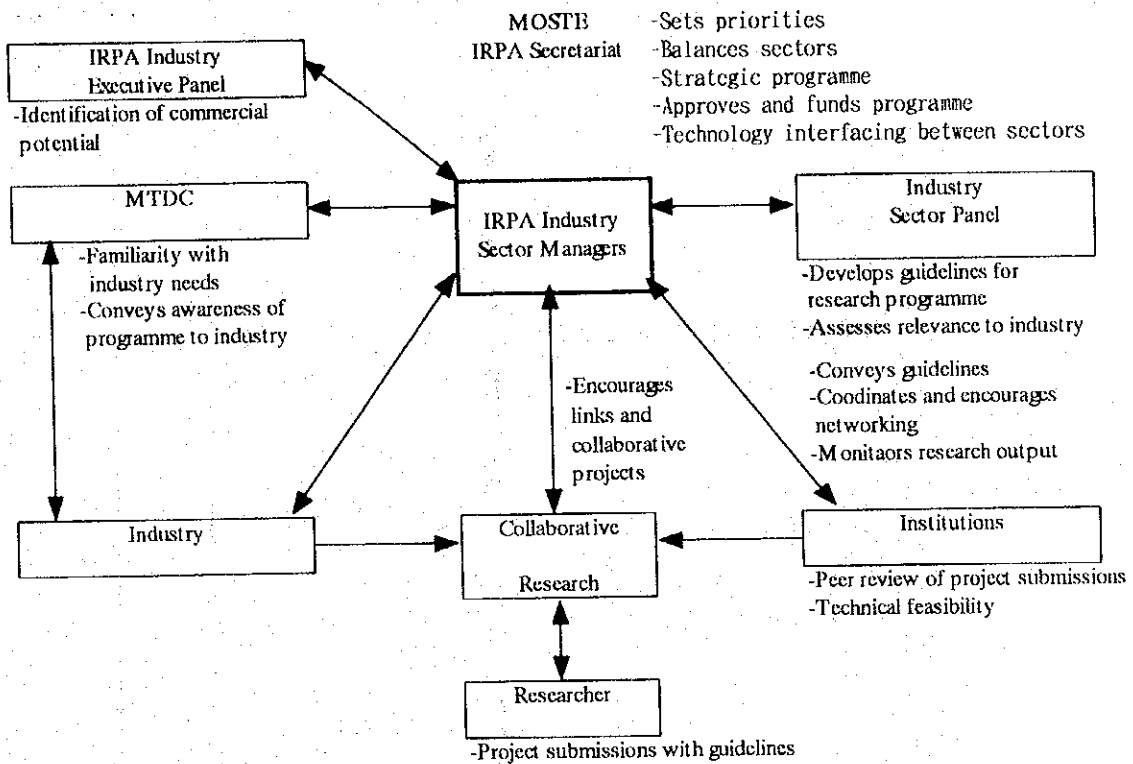 MOSTE
IRPA Secretariat
-Sets priorities
-Balances sectors
-Strategic programme
-Approves and funds programme
-Technology interfacing between sectors
IRPA Industry
Executive Panel
-Identification of commercial
potential
MTDC
-Familiarity with
industry needs
-Conveys awareness of
programme to industry
IRPA Industry
Sector Managers
Industry
Sector Panel
-Develops guidelines for
research programme
-Assesses relevance to industry
-Conveys guidelines
-Coodinates and encourages
networking
-Monitaors research output
-Encourages
links and
collaborative
projects
Industry
Collaborative
Research
Institutions
-Peer review of project submissions
-Technical feasibility
Researcher
-Project submissions with guidelines